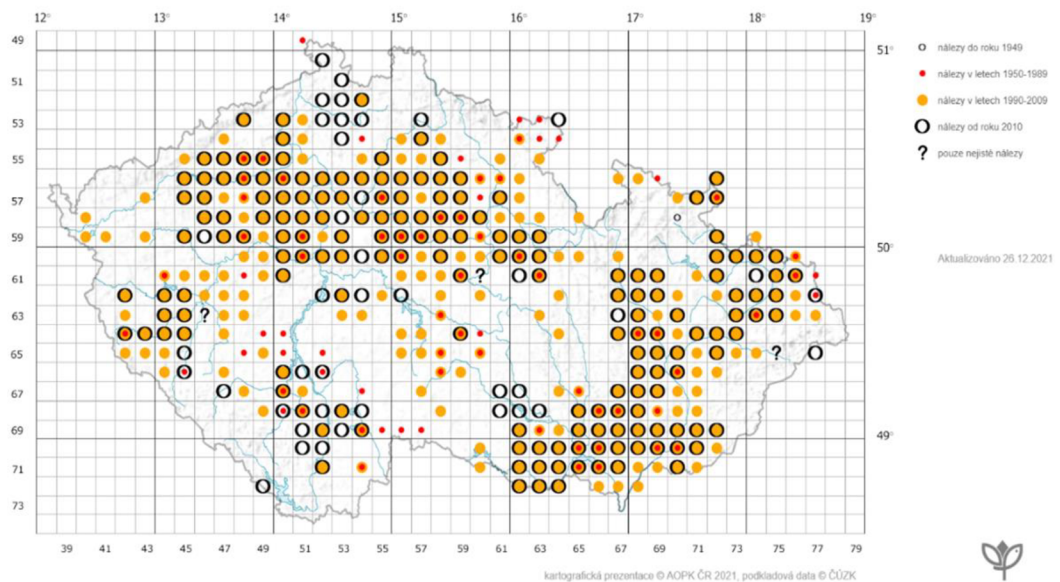 12° 13° 14° 15° 16° 17° 18° 19°
49
51
53
55
57
59
61
63
65
67
69
71
73
51°
50°
49°
39 41 43 45 47 49 51 53 55 57 59 61 63 65 67 69 71 73 75 77 79
nálezy do roku 1949
nálezy v letech 1950-1989
nálezy v letech 1990-2009
nálezy od roku 2010
? pouze nejisté nálezy
Aktualizováno 26.12.2021
?
?
?
kartografická prezentace © AOPK ČR 2021, podkladová data © ČÚZK